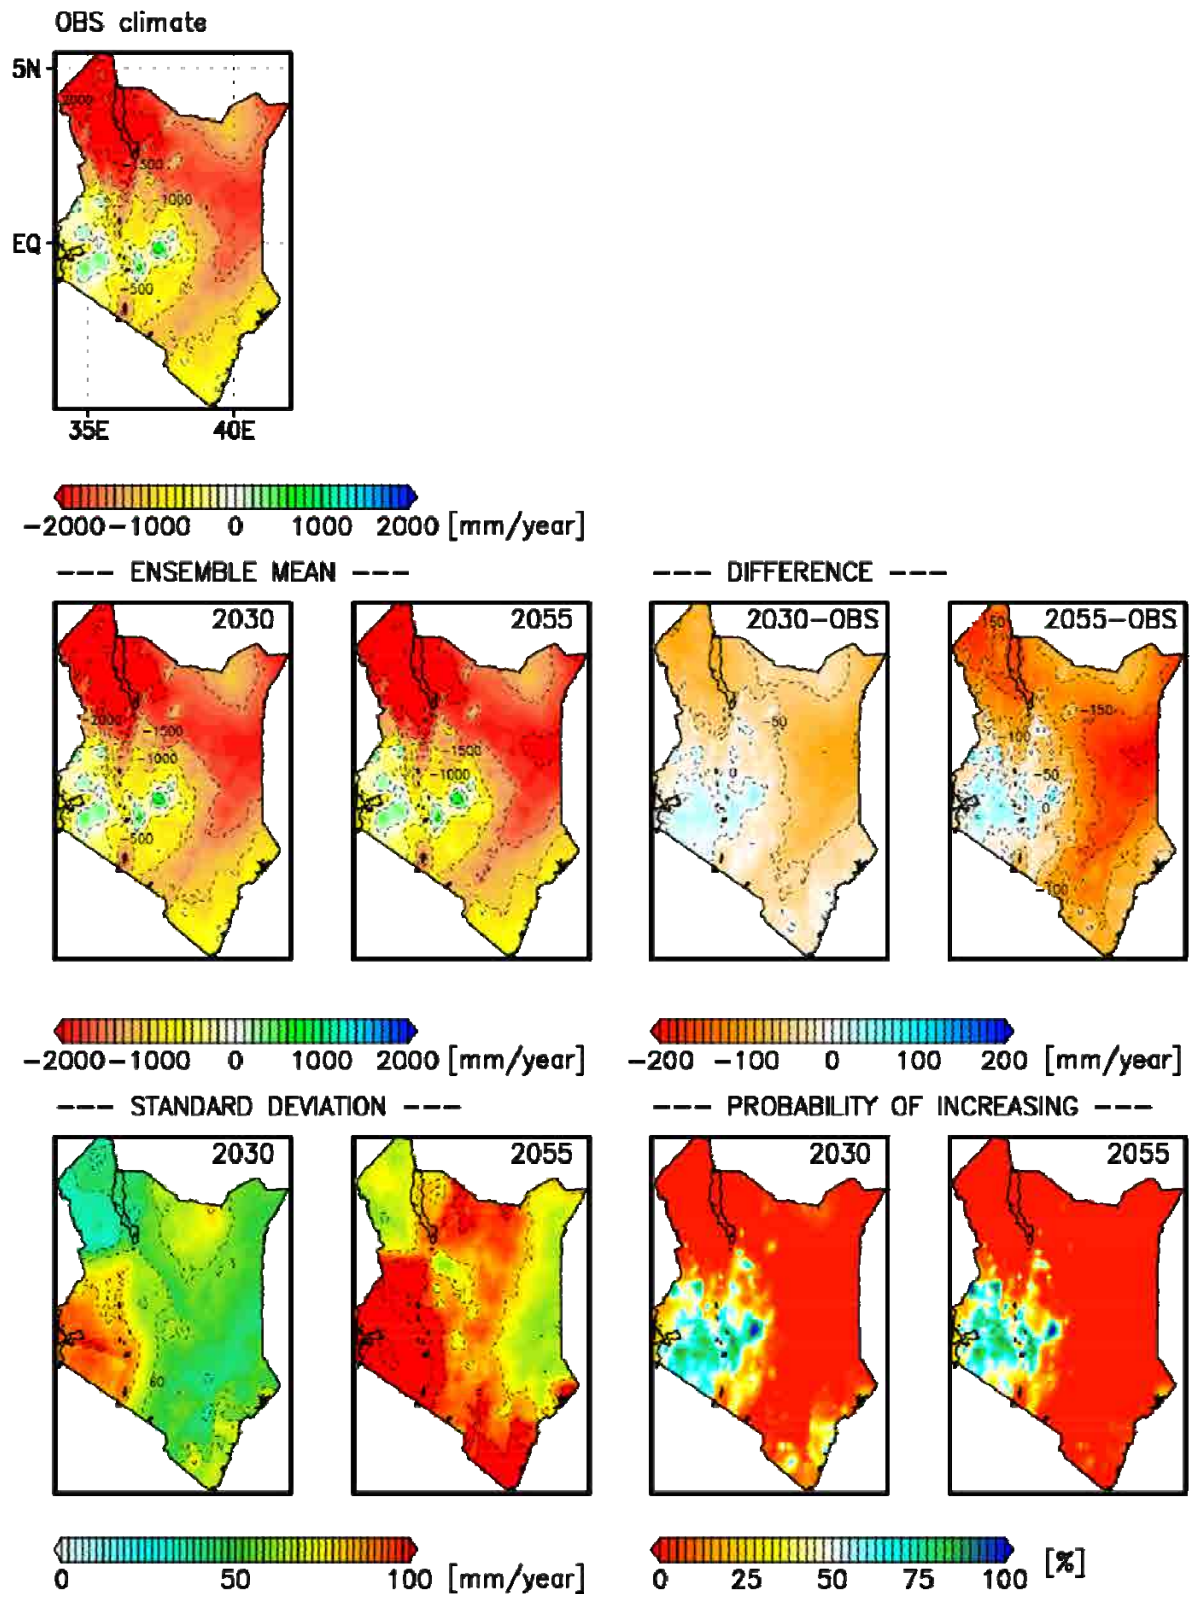 OBS climate
5N
2000
-1500
-1000
EQ
-500
35E 40E
-2000 -1000 0 1000 2000 [mm/year]
--- ENSEMBLE MEAN --- --- DIFFERENCE ---
2030 2055 2030-OBS 2055-OBS
-2000 -1500 -1000 -500
-1500 -1000
-50 0
150 -150 -100 -50 0 -100
-2000 -1000 0 1000 2000 [mm/year] -200 -100 0 100 200 [mm/year]
--- STANDARD DEVIATION --- --- PROBABILITY OF INCREASING ---
2030 2055 2030 2055
60
0 50 100 [mm/year] 0 25 50 75 100 [%]